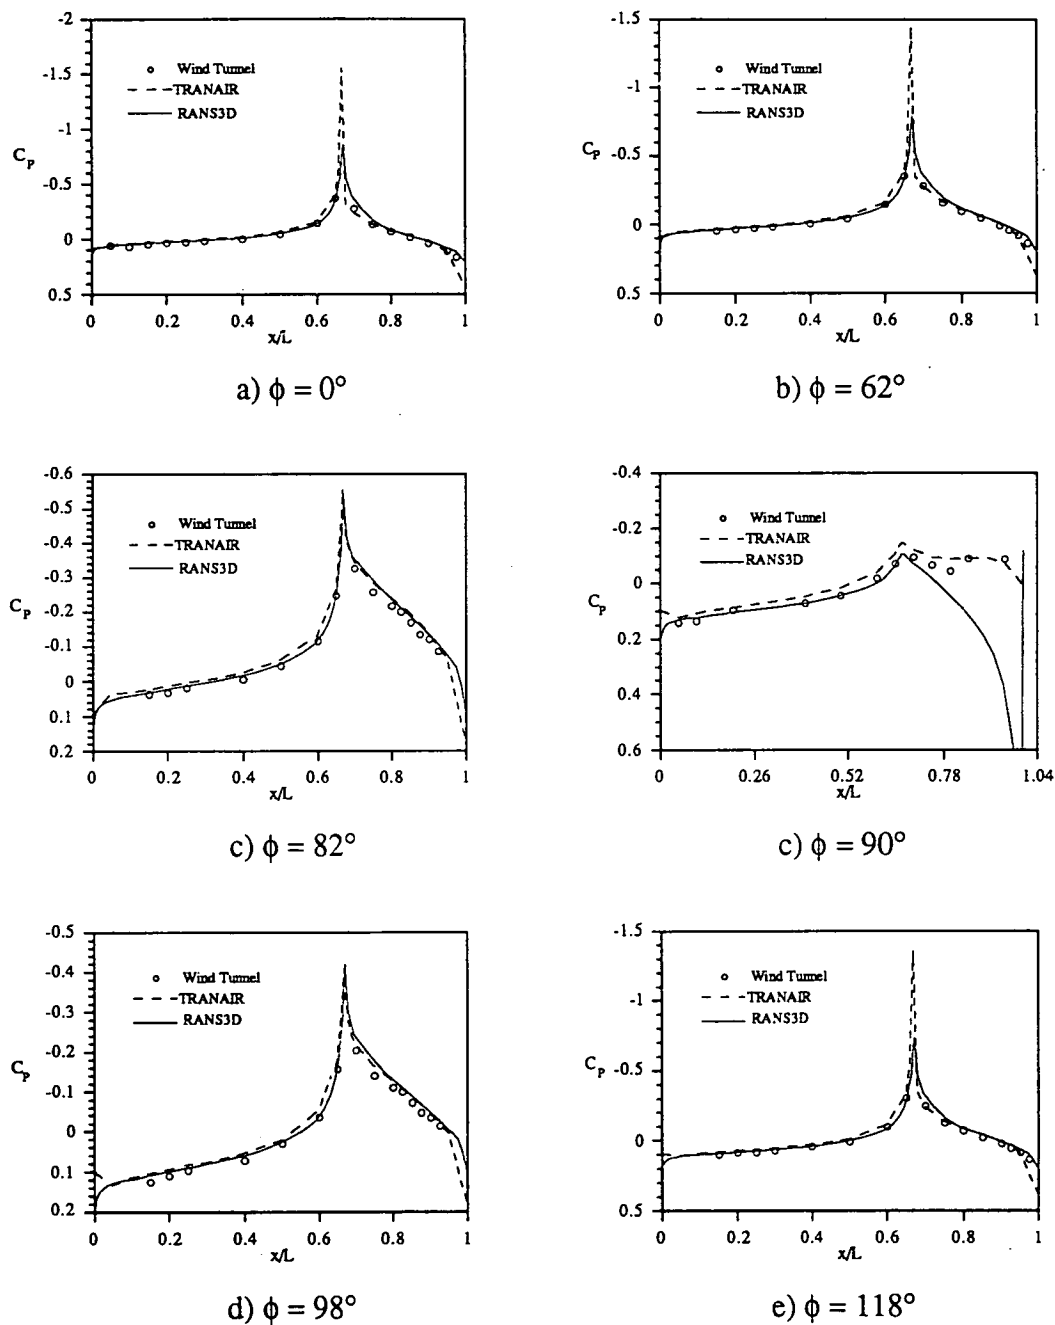 -2
-1.5
-1
-0.5
0
0.5
Cp
Wind Tunnel
TRANAIR
RANS3D
0 0.2 0.4 0.6 0.8 1
x/L
a) ϕ = 0°
-1.5
-1
-0.5
0
0.5
Cp
Wind Tunnel
TRANAIR
RANS3D
0 0.2 0.4 0.6 0.8 1
x/L
b) ϕ = 62°
-0.6
-0.5
-0.4
-0.3
-0.2
-0.1
0
0.1
0.2
Cp
Wind Tunnel
TRANAIR
RANS3D
0 0.2 0.4 0.6 0.8 1
x/L
c) ϕ = 82°
-0.4
-0.2
0
0.2
0.4
0.6
Cp
Wind Tunnel
TRANAIR
RANS3D
0 0.26 0.52 0.78 1.04
x/L
c) ϕ = 90°
-0.5
-0.4
-0.3
-0.2
-0.1
0
0.1
0.2
Cp
Wind Tunnel
TRANAIR
RANS3D
0 0.2 0.4 0.6 0.8 1
x/L
d) ϕ = 98°
-1.5
-1
-0.5
0
0.5
Cp
Wind Tunnel
TRANAIR
RANS3D
0 0.2 0.4 0.6 0.8 1
x/L
e) ϕ = 118°